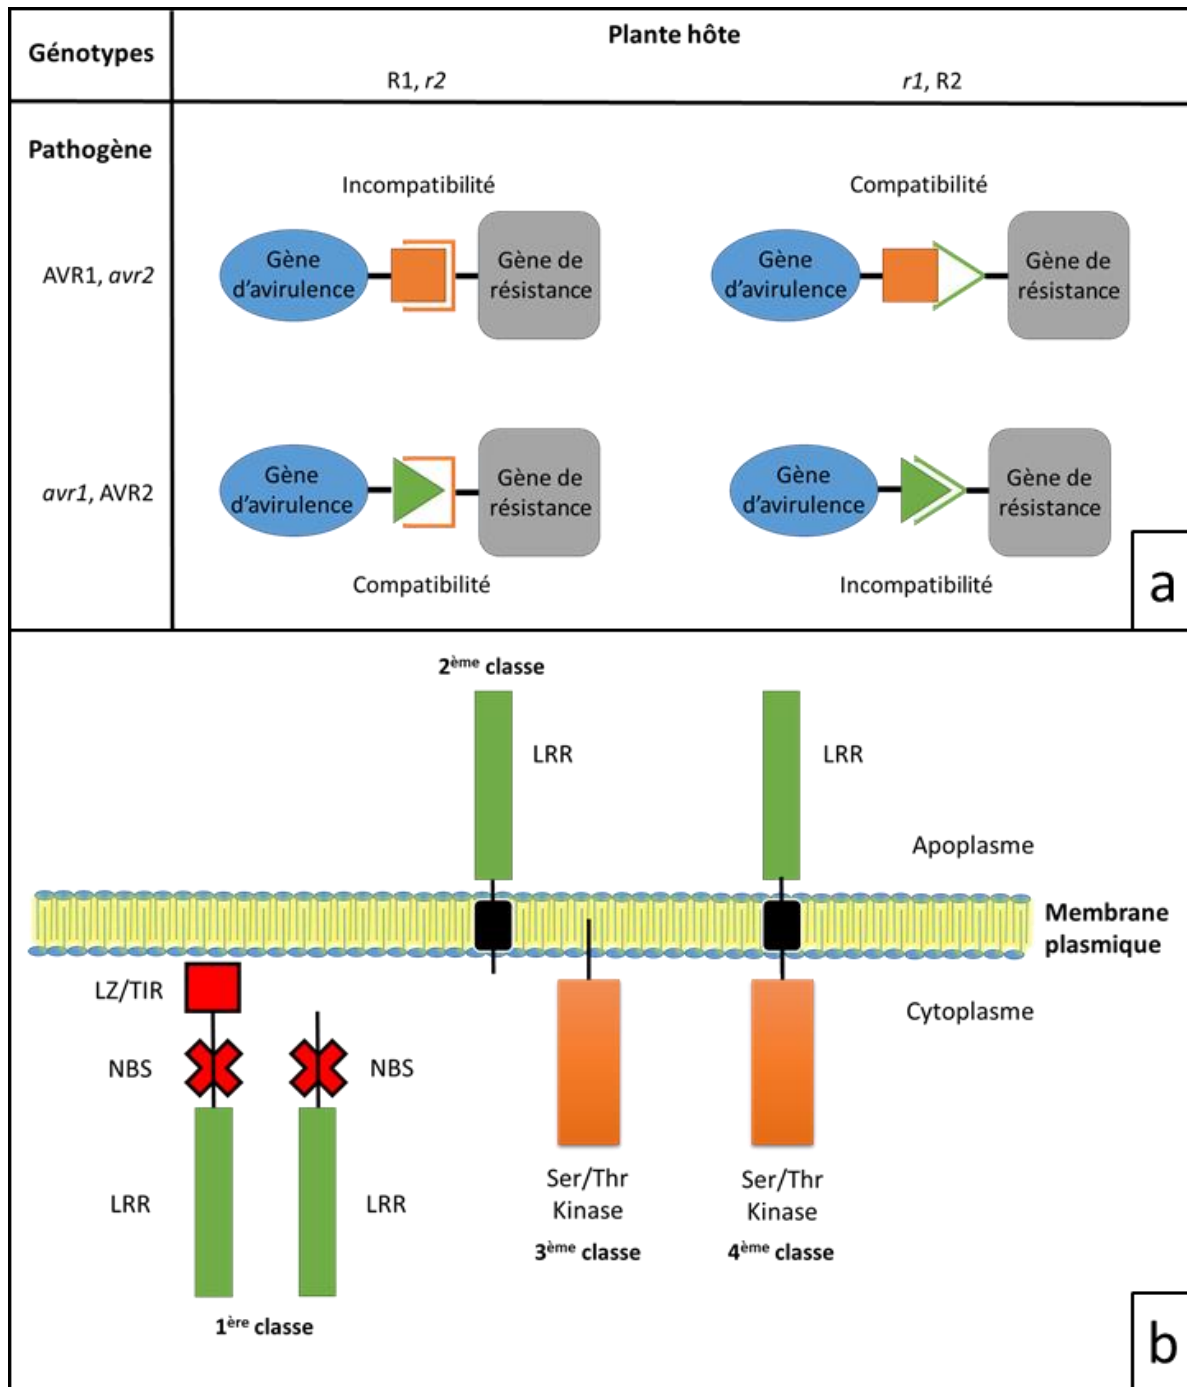 Génotypes
Plante hôte
R1, r2
r1, R2
Pathogène
Incompatibilité
Compatibilité
AVR1, avr2
Gène
d'avirulence
Gène de
résistance
Gène
d'avirulence
Gène de
résistance
avr1, AVR2
Gène
d'avirulence
Gène de
résistance
Gène
d'avirulence
Gène de
résistance
Compatibilité
Incompatibilité
a
2ème classe
LRR
LRR
Apoplasme
Membrane
plasmique
LZ/TIR
Cytoplasme
NBS
NBS
LRR
LRR
Ser/Thr
Kinase
3ème classe
Ser/Thr
Kinase
4ème classe
1ère classe
b